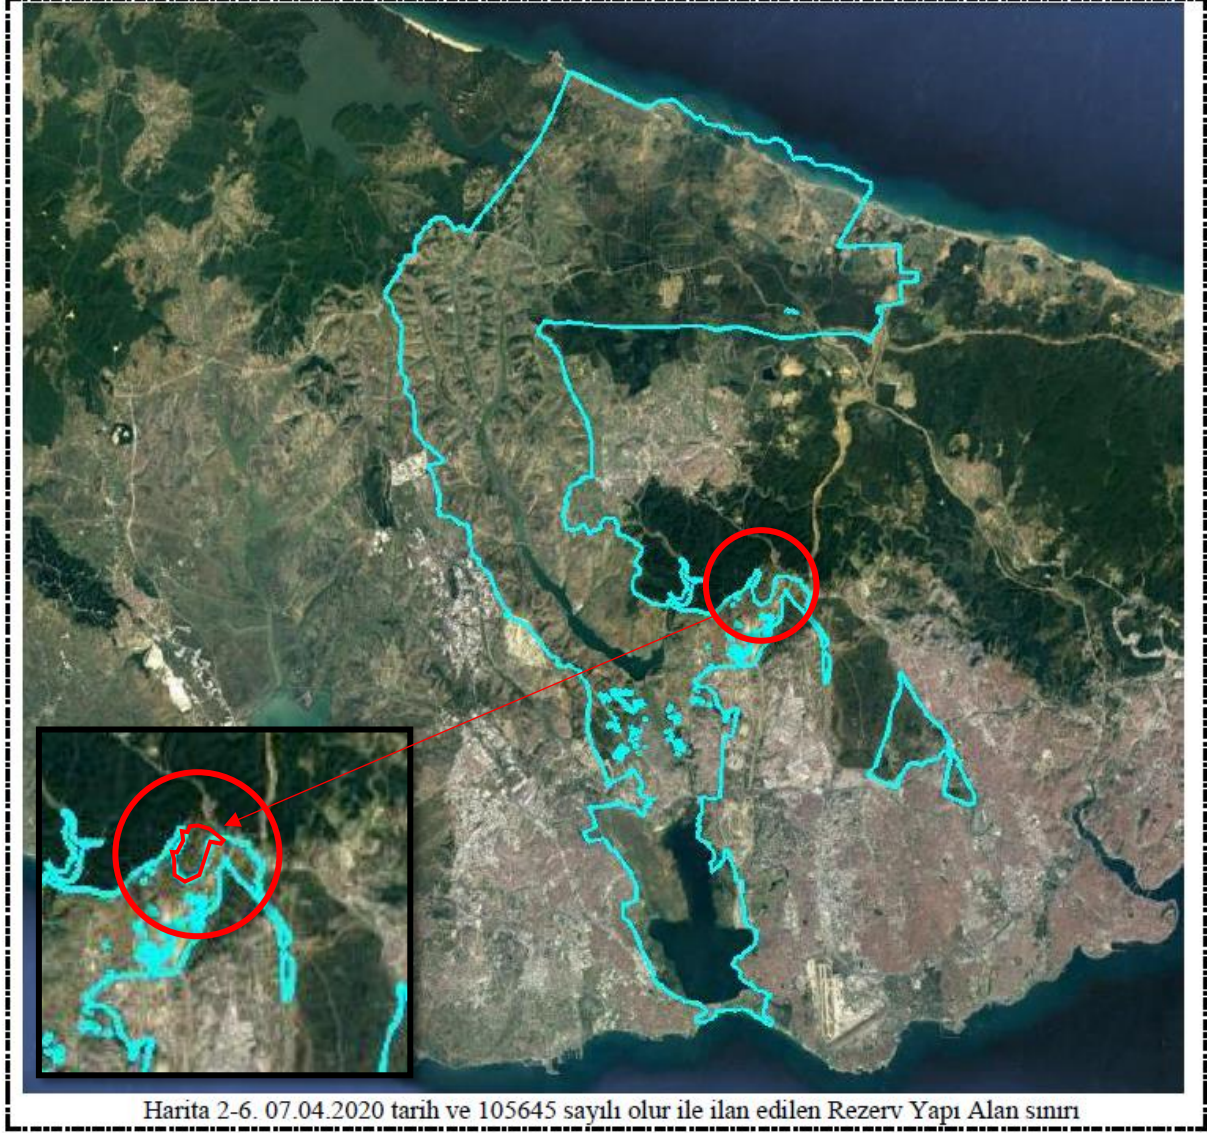 Harita 2-6. 07.04.2020 tarih ve 105645 sayılı olur ile ilan edilen Rezerv Yapı Alan sınırı